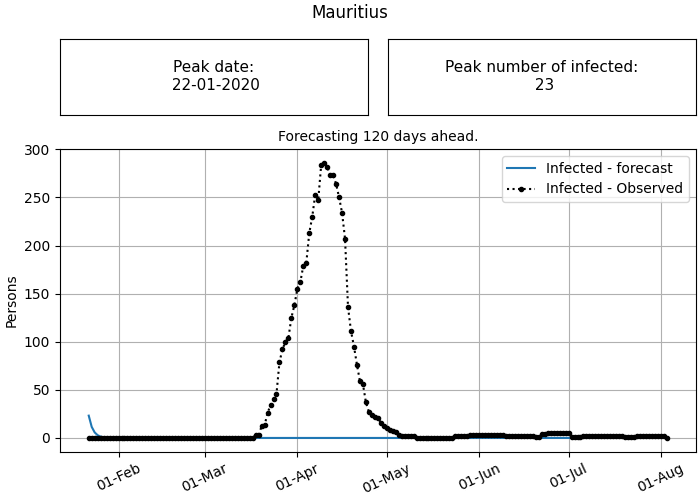 Mauritius
Peak date:
22-01-2020
Peak number of infected:
23
Forecasting 120 days ahead.
Infected - forecast
Infected - Observed
Persons
300
250
200
150
100
50
0
01-Feb
01-Mar
01-Apr
01-May
01-Jun
01-Jul
01-Aug